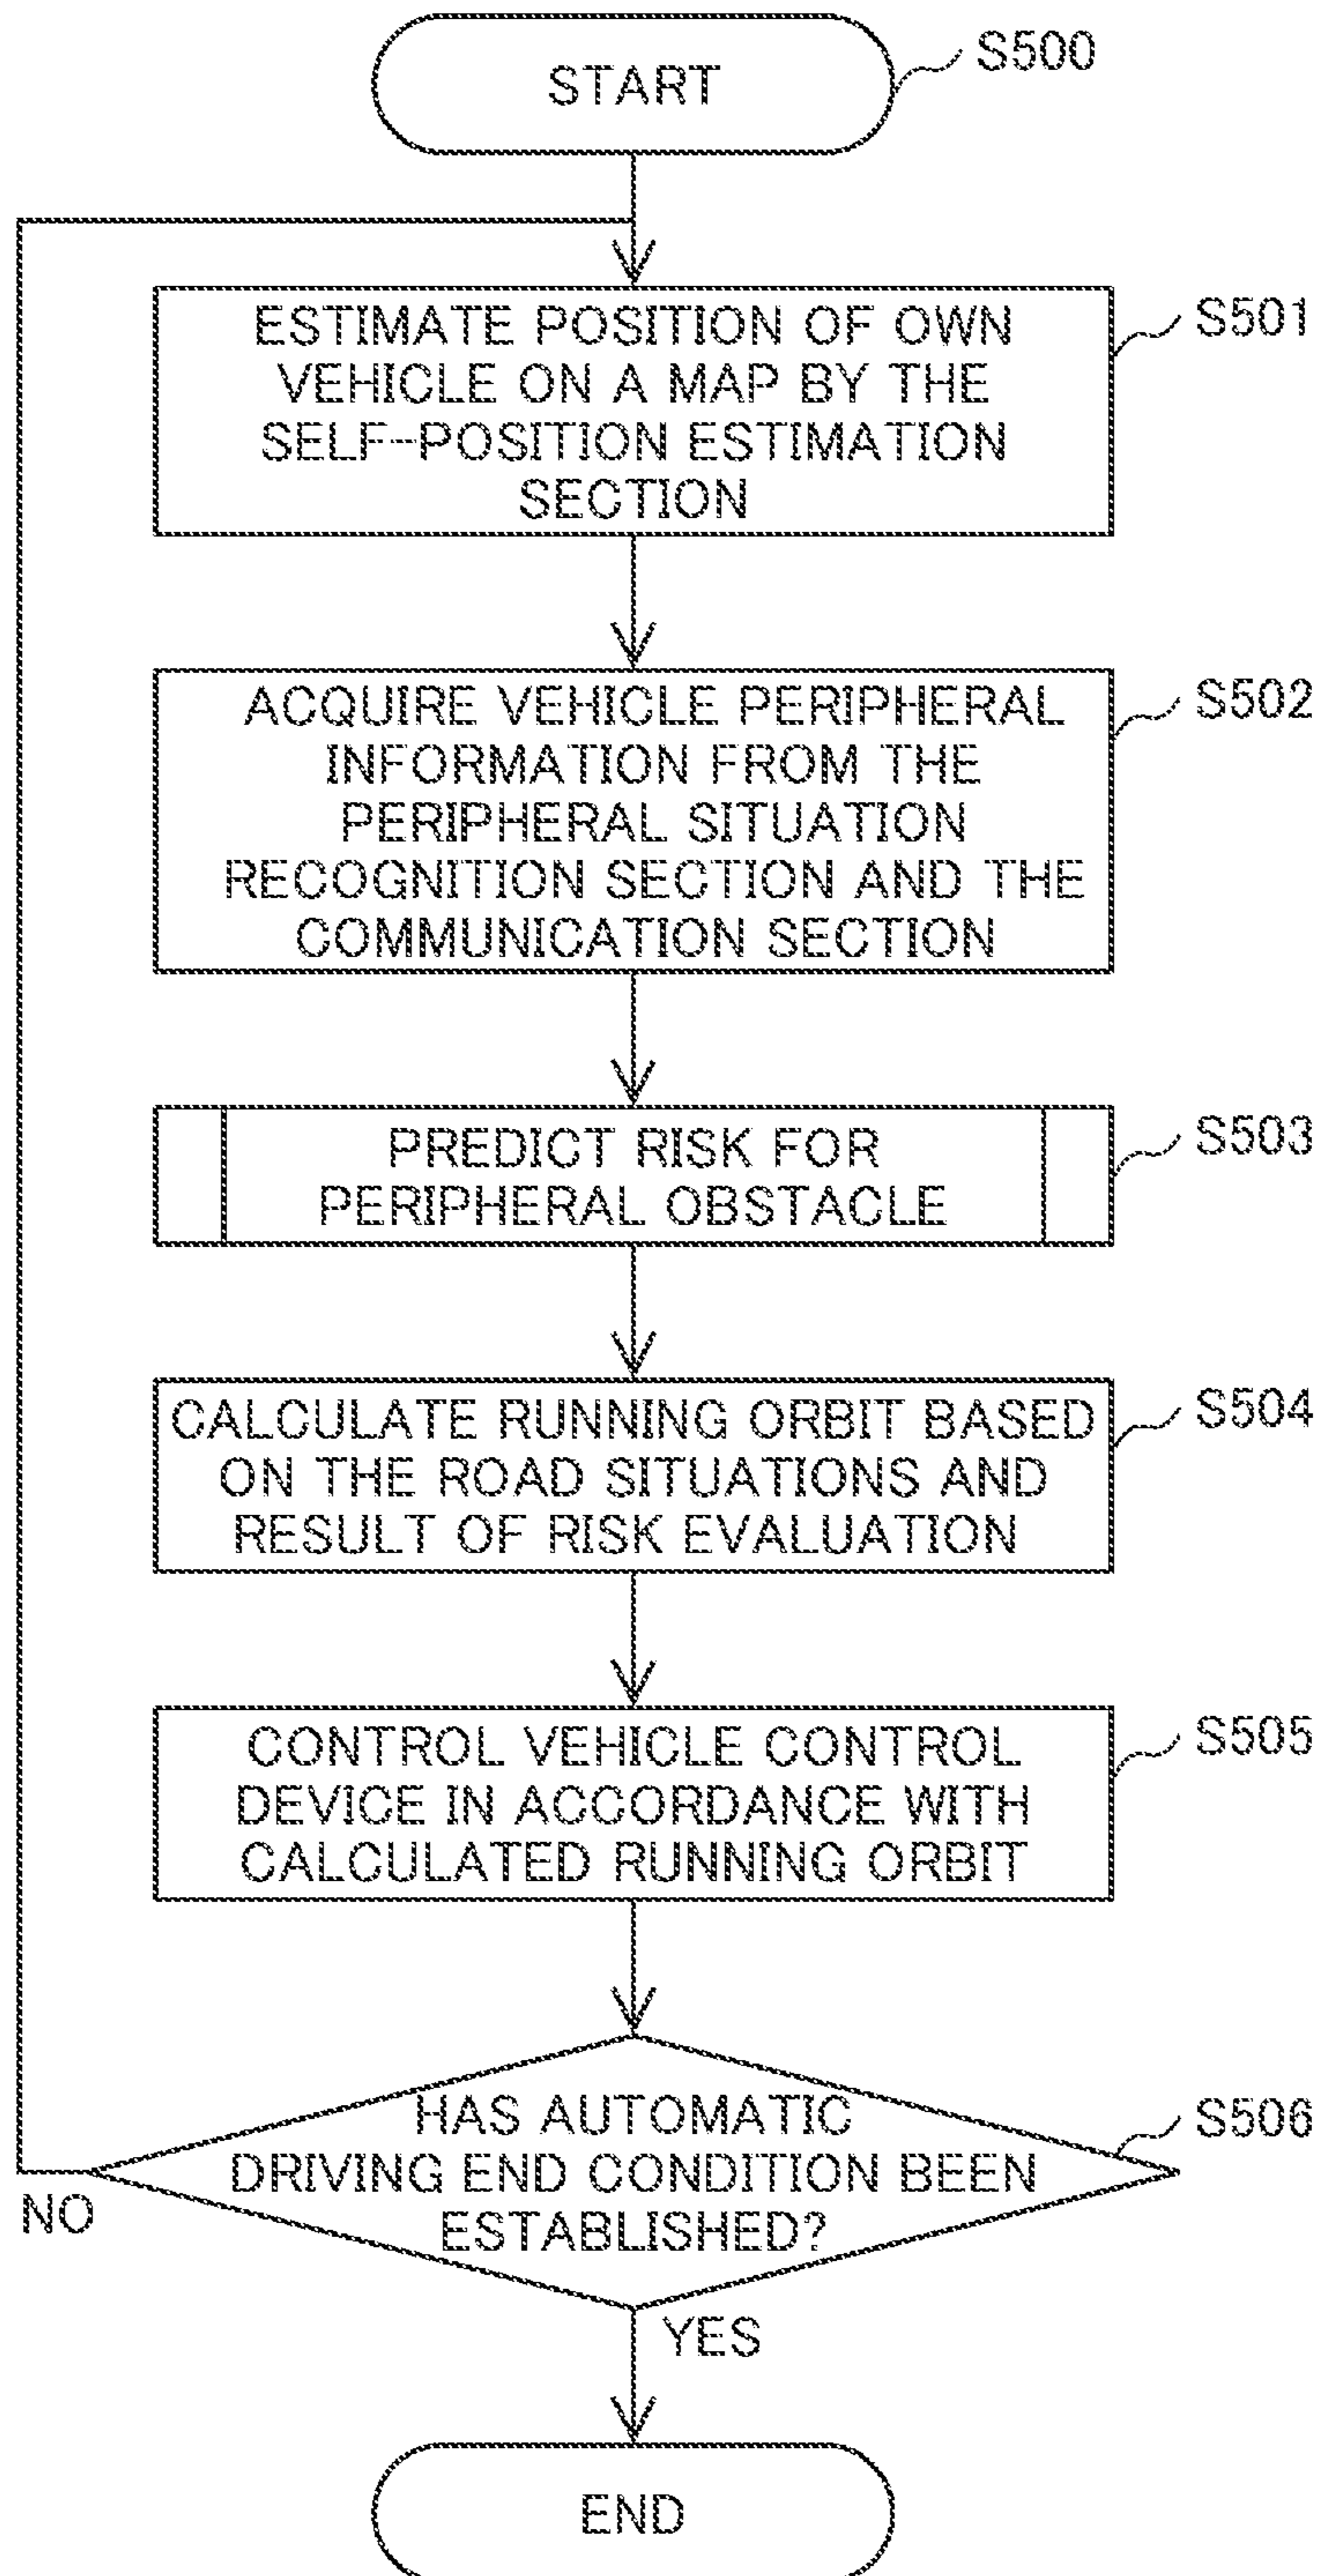 START
S500
ESTIMATE POSITION OF OWN
VEHICLE ON A MAP BY THE
SELF-POSITION ESTIMATION
SECTION
S501
ACQUIRE VEHICLE PERIPHERAL
INFORMATION FROM THE
PERIPHERAL SITUATION
RECOGNITION SECTION AND THE
COMMUNICATION SECTION
S502
PREDICT RISK FOR
PERIPHERAL OBSTACLE
S503
CALCULATE RUNNING ORBIT BASED
ON THE ROAD SITUATIONS AND
RESULT OF RISK EVALUATION
S504
CONTROL VEHICLE CONTROL
DEVICE IN ACCORDANCE WITH
CALCULATED RUNNING ORBIT
S505
HAS AUTOMATIC
DRIVING END CONDITION BEEN
ESTABLISHED?
S506
NO
YES
END